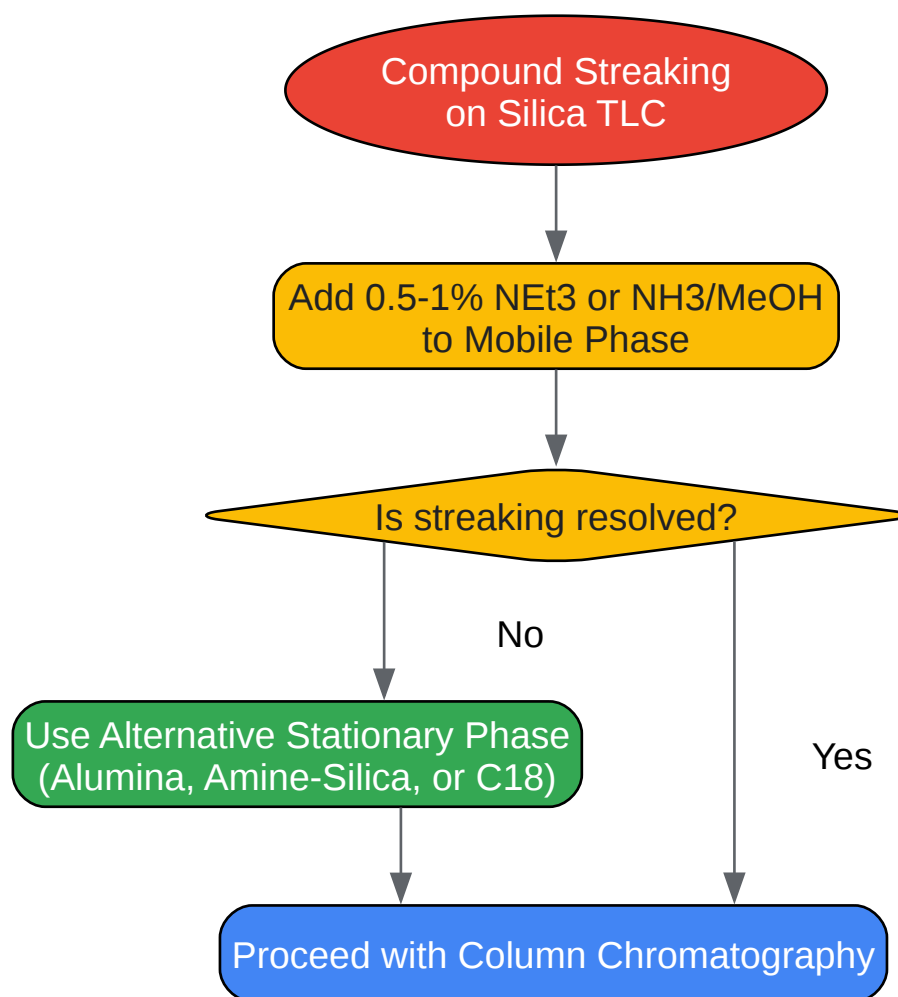 Compound Streaking
on Silica TLC
Add 0.5-1% NEt3 or NH3/MeOH
to Mobile Phase
Is streaking resolved?
No
Use Alternative Stationary Phase
(Alumina, Amine-Silica, or C18)
Yes
Proceed with Column Chromatography